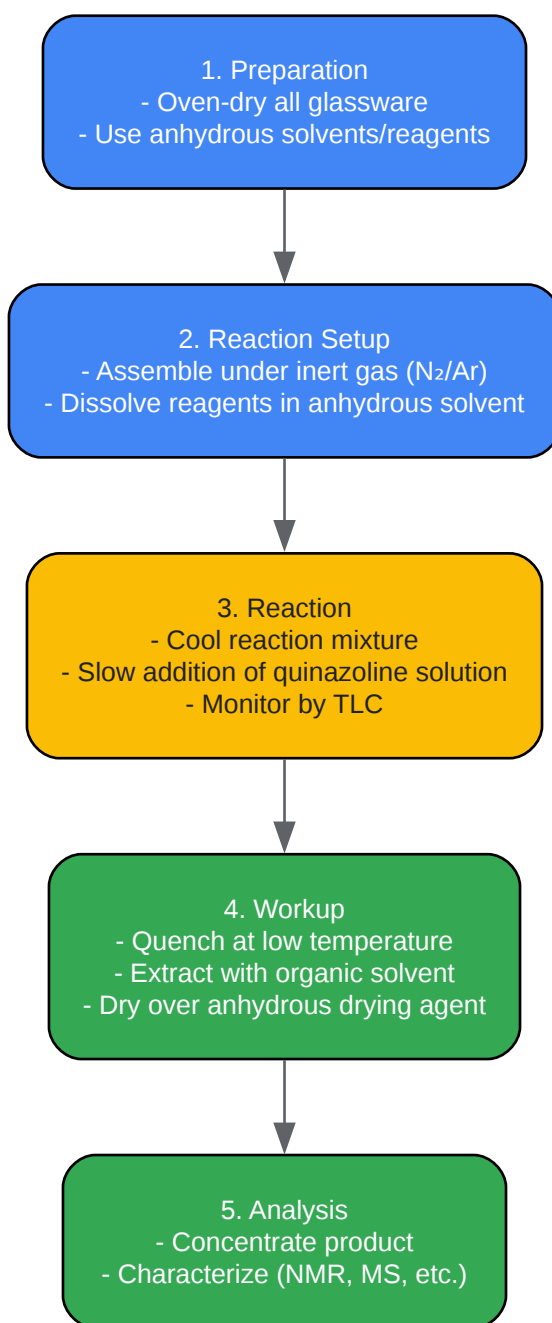 1. Preparation
- Oven-dry all glassware
- Use anhydrous solvents/reagents
2. Reaction Setup
- Assemble under inert gas (N₂/Ar)
- Dissolve reagents in anhydrous solvent
3. Reaction
- Cool reaction mixture
- Slow addition of quinazoline solution
- Monitor by TLC
4. Workup
- Quench at low temperature
- Extract with organic solvent
- Dry over anhydrous drying agent
5. Analysis
- Concentrate product
- Characterize (NMR, MS, etc.)